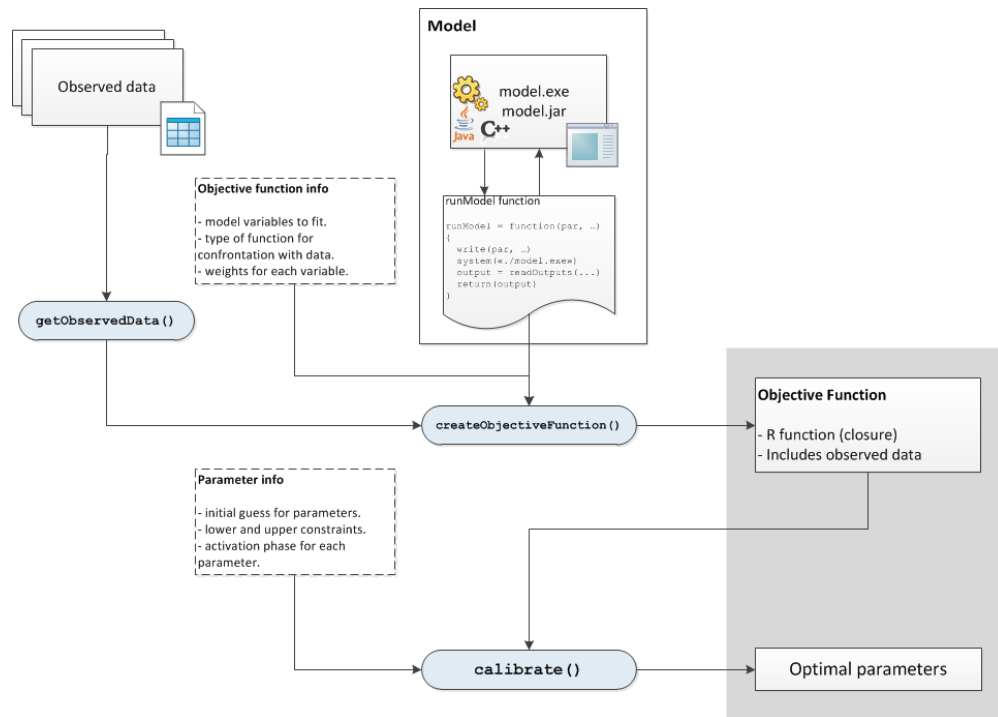 Observed data
Model
model.exe
model.jar
Java
C++
Objective function info
- model variables to fit.
- type of function for
confrontation with data.
- weights for each variable.
runModel function
runModel = function(par, …)
{
write(par, …)
system(«./model.exe»)
output = readOutputs(...)
return(output)
}
getObservedData()
createObjectiveFunction()
Objective Function
- R function (closure)
- Includes observed data
Parameter info
- initial guess for parameters.
- lower and upper constraints.
- activation phase for each
parameter.
calibrate()
Optimal parameters